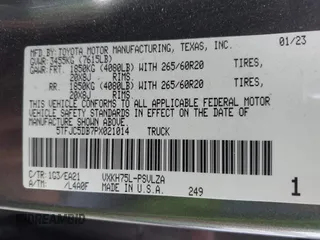 MFD. BY: TOYOTA MOTOR MANUFACTURING, TEXAS, INC. 01/23
GVWR: 3455KG (7615LB)
GAWR: FRT. 1850KG (4080LB) WITH 265/60R20 TIRES,
20X8J RIMS.
RR. 1850KG (4080LB) WITH 265/60R20 TIRES,
20X8J RIMS.
THIS VEHICLE CONFORMS TO ALL APPLICABLE FEDERAL MOTOR
VEHICLE SAFETY STANDARDS IN EFFECT ON THE DATE OF
MANUFACTURE SHOWN ABOVE.
5TFJC5DB7PX021014 TRUCK
C/TR: 1G3/EA21 VXKH75L-PSVLZA
A/TM: /L4A0F MADE IN U.S.A. 249 1
DREAMBID